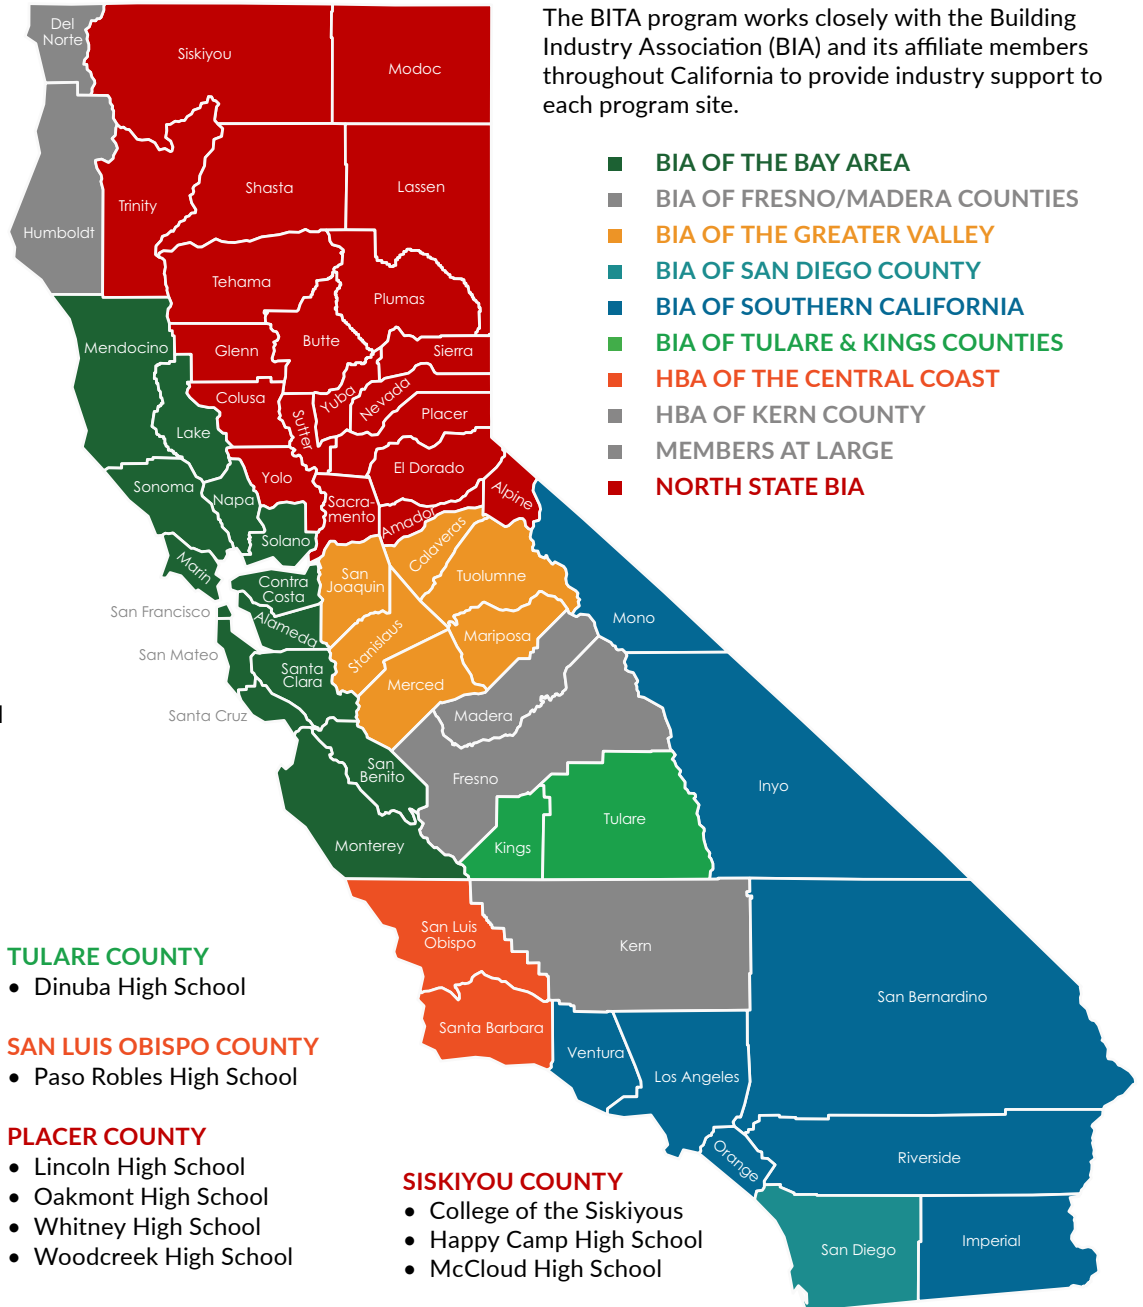 The BITA program works closely with the Building
Industry Association (BIA) and its affiliate members
throughout California to provide industry support to
each program site.
BIA OF THE BAY AREA
BIA OF FRESNO/MADERA COUNTIES
BIA OF THE GREATER VALLEY
BIA OF SAN DIEGO COUNTY
BIA OF SOUTHERN CALIFORNIA
BIA OF TULARE & KINGS COUNTIES
HBA OF THE CENTRAL COAST
HBA OF KERN COUNTY
MEMBERS AT LARGE
NORTH STATE BIA
Del
Norte
Siskiyou
Modoc
Humboldt
Trinity
Shasta
Lassen
Tehama
Plumas
Mendocino
Glenn
Butte
Sierra
Colusa
Sutter
Yuba
Nevada
Placer
Lake
El Dorado
Sonoma
Napa
Yolo
Sacra-
mento
Amador
Alpine
Solano
Marin
Contra
Costa
San
Joaquin
Calaveras
Tuolumne
San Francisco
Alameda
Stanislaus
Mariposa
Mono
San Mateo
Santa
Clara
Merced
Santa Cruz
Madera
San
Benito
Fresno
Inyo
Monterey
Kings
Tulare
San Luis
Obispo
Kern
San Bernardino
Santa Barbara
Ventura
Los Angeles
Orange
Riverside
San Diego
Imperial
TULARE COUNTY
• Dinuba High School
SAN LUIS OBISPO COUNTY
• Paso Robles High School
PLACER COUNTY
• Lincoln High School
• Oakmont High School
• Whitney High School
• Woodcreek High School
SISKIYOU COUNTY
• College of the Siskiyous
• Happy Camp High School
• McCloud High School